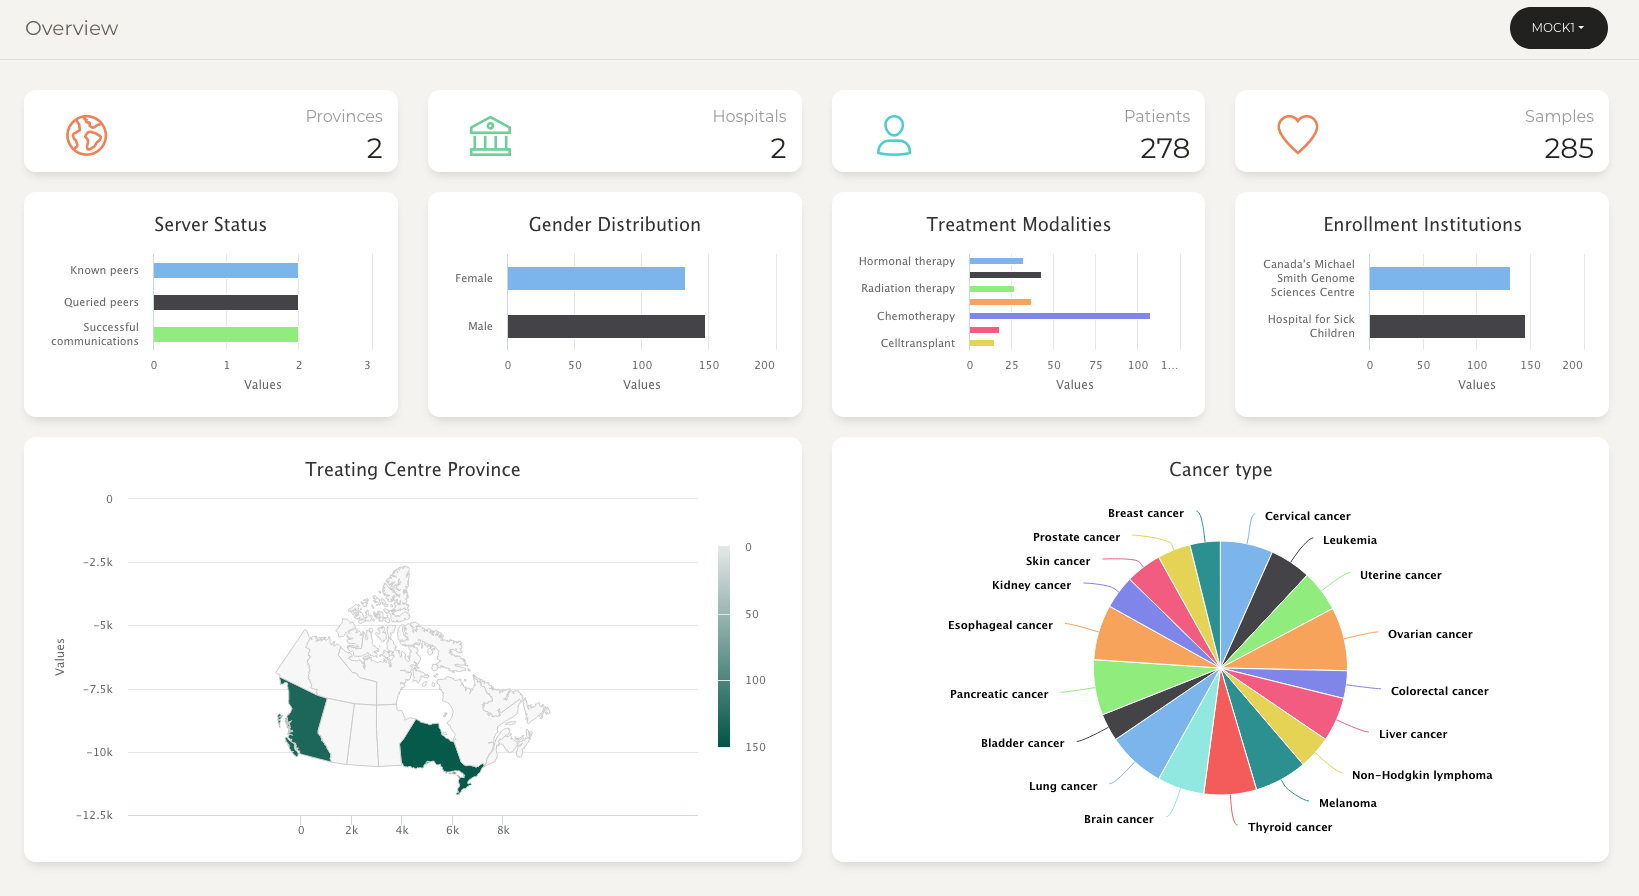 Overview
MOCK1
Provinces
2
Hospitals
2
Patients
278
Samples
285
Server Status
Known peers
Queried peers
Successful
communications
0 1 2 3
Values
Gender Distribution
Female
Male
0 50 100 150 200
Values
Treatment Modalities
Hormonal therapy
Radiation therapy
Chemotherapy
Celltransplant
0 25 50 75 100 1...
Values
Enrollment Institutions
Canada's Michael
Smith Genome
Sciences Centre
Hospital for Sick
Children
0 50 100 150 200
Values
Treating Centre Province
0
-2.5k
-5k
-7.5k
-10k
-12.5k
Values
0 2k 4k 6k 8k
0
50
100
150
Cancer type
Breast cancer
Cervical cancer
Prostate cancer
Leukemia
Skin cancer
Uterine cancer
Kidney cancer
Esophageal cancer
Ovarian cancer
Pancreatic cancer
Colorectal cancer
Bladder cancer
Liver cancer
Lung cancer
Non-Hodgkin lymphoma
Brain cancer
Melanoma
Thyroid cancer